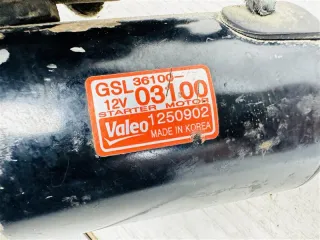 GSL 36100-
12V 03100
STARTER MOTOR
Valeo 1250902
MADE IN KOREA